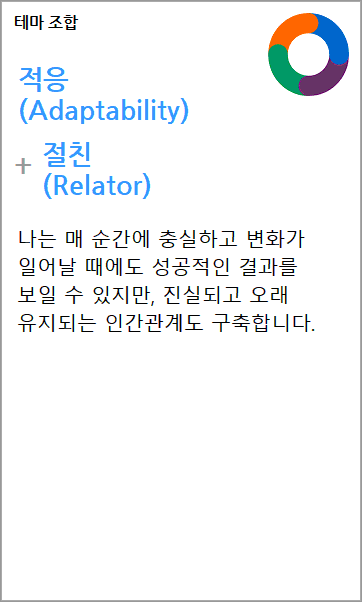 테마 조합
적응
(Adaptability)
+ 절친
(Relator)
나는 매 순간에 충실하고 변화가
일어날 때에도 성공적인 결과를
보일 수 있지만, 진실되고 오래
유지되는 인간관계도 구축합니다.